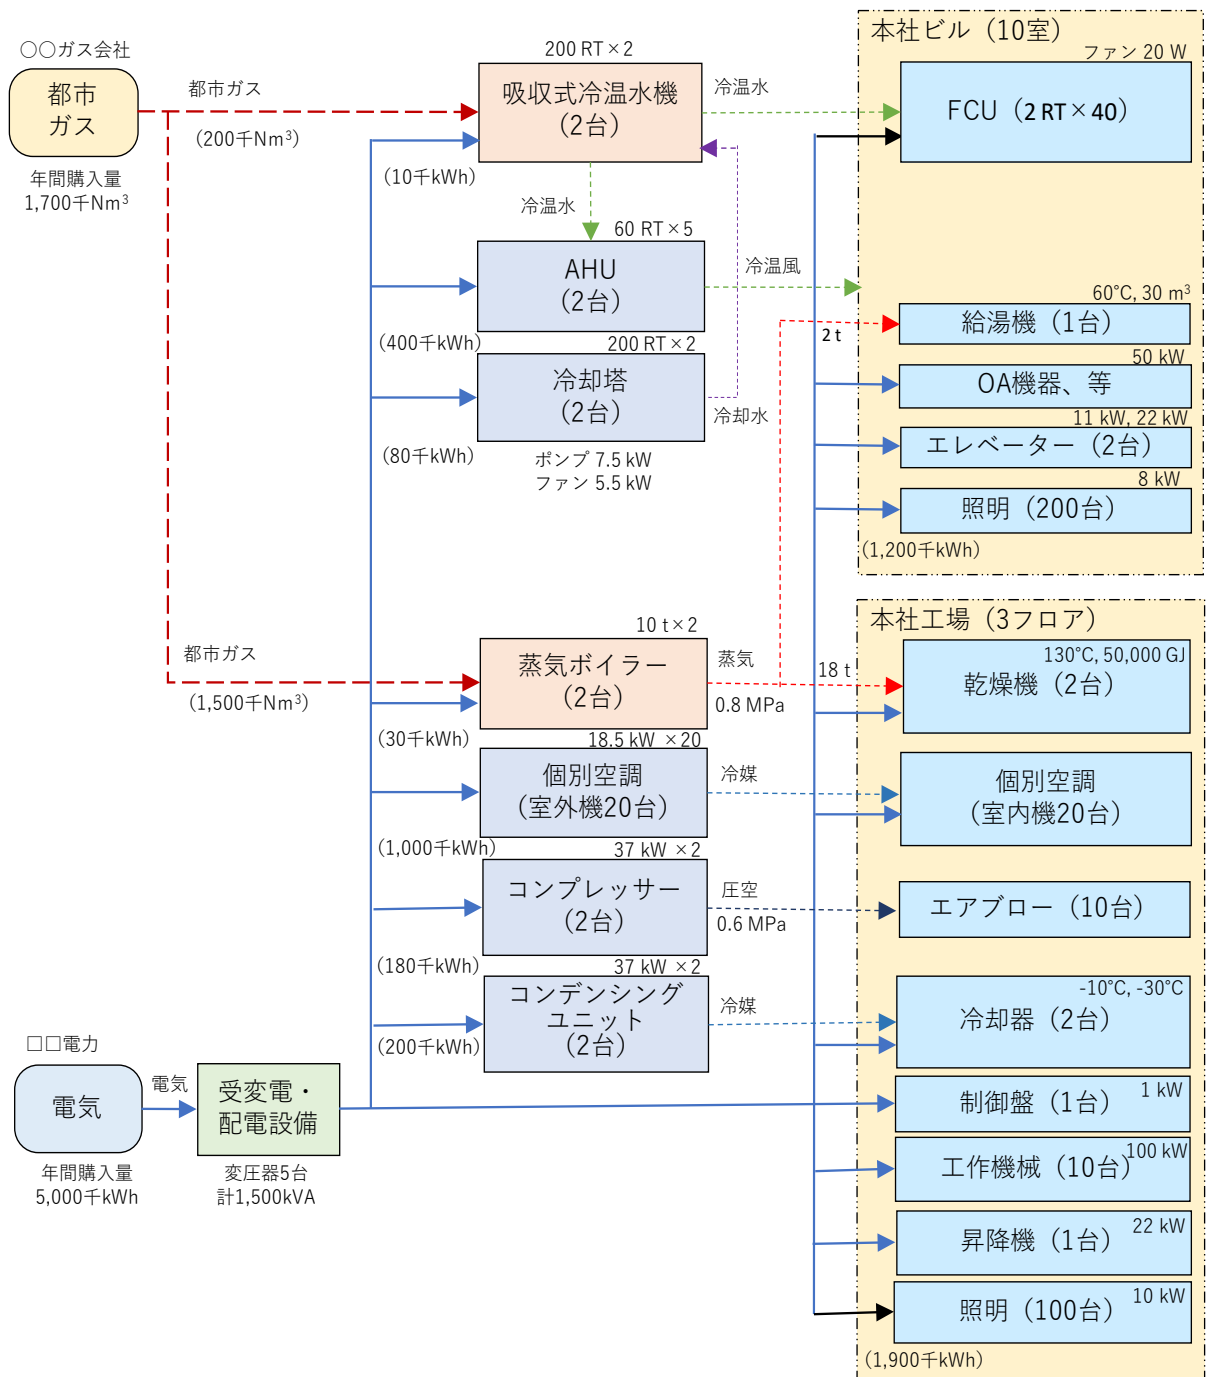 〇〇ガス会社
都市
ガス
年間購入量
1,700千Nm³
都市ガス
(200千Nm³)
200 RT×2
吸収式冷温水機
(2台)
冷温水
(10千kWh)
冷温水
60 RT×5
AHU
(2台)
冷温風
(400千kWh)
200 RT×2
冷却塔
(2台)
冷却水
(80千kWh)
ポンプ 7.5 kW
ファン 5.5 kW
本社ビル（10室）
ファン 20 W
FCU（2 RT×40）
60℃, 30 m³
給湯機（1台）
2 t
50 kW
OA機器、等
11 kW, 22 kW
エレベーター（2台）
8 kW
照明（200台）
(1,200千kWh)
都市ガス
(1,500千Nm³)
10 t×2
蒸気ボイラー
(2台)
蒸気
0.8 MPa
18 t
(30千kWh)
18.5 kW ×20
個別空調
（室外機20台）
冷媒
(1,000千kWh)
37 kW ×2
コンプレッサー
(2台)
圧空
0.6 MPa
(180千kWh)
37 kW ×2
コンデンシング
ユニット
(2台)
冷媒
(200千kWh)
□□電力
電気
年間購入量
5,000千kWh
電気
受変電・
配電設備
変圧器5台
計1,500kVA
本社工場（3フロア）
130℃, 50,000 GJ
乾燥機（2台）
個別空調
（室内機20台）
エアブロー（10台）
-10℃, -30℃
冷却器（2台）
1 kW
制御盤（1台）
100 kW
工作機械（10台）
22 kW
昇降機（1台）
10 kW
照明（100台）
(1,900千kWh)